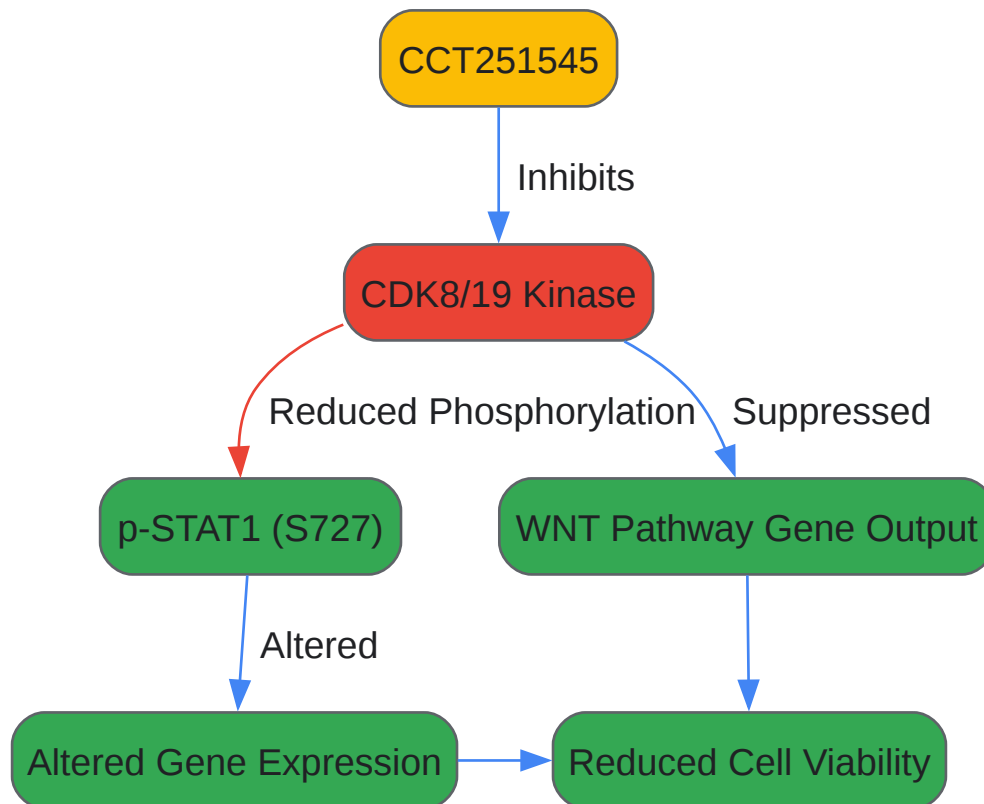 CCT251545
Inhibits
CDK8/19 Kinase
Reduced Phosphorylation
Suppressed
p-STAT1 (S727)
WNT Pathway Gene Output
Altered
Altered Gene Expression
Reduced Cell Viability